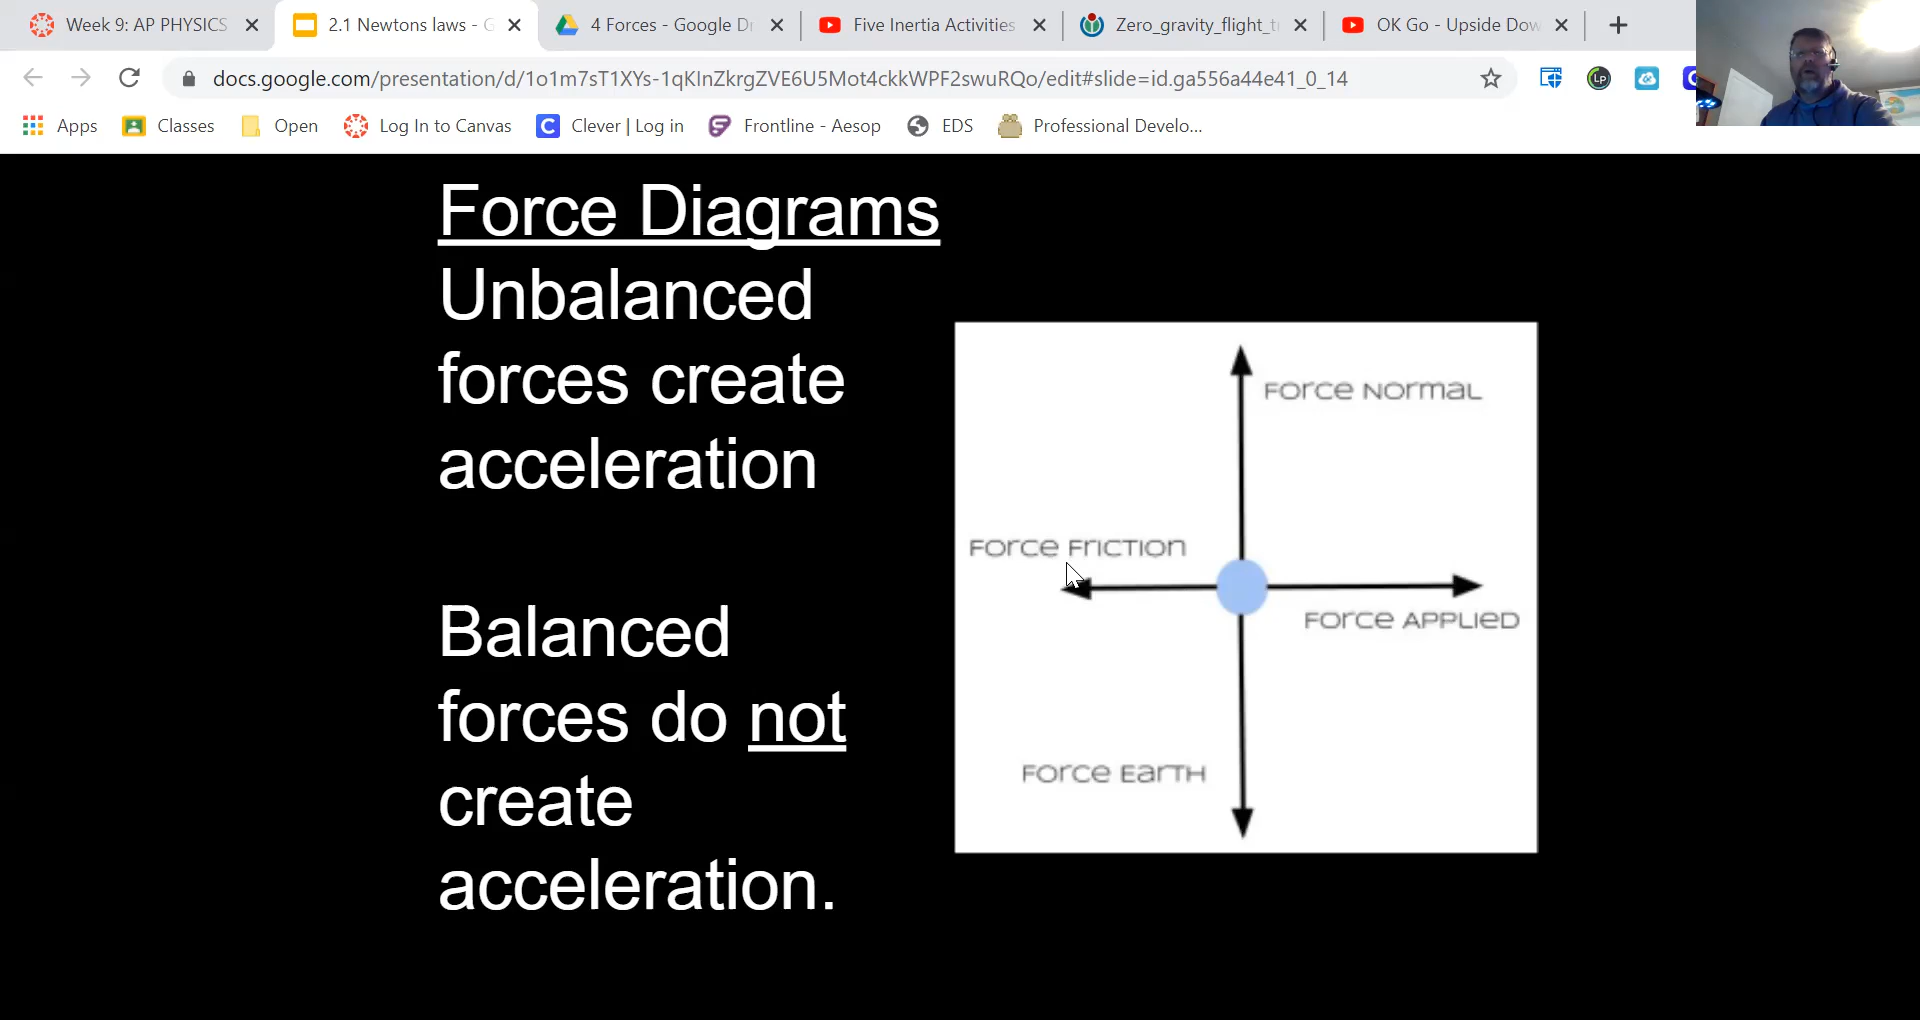 Week 9: AP PHYSICS
2.1 Newtons laws - G
4 Forces - Google Dr
Five Inertia Activities
Zero_gravity_flight_t
OK Go - Upside Dow
docs.google.com/presentation/d/1o1m7sT1XYs-1qKlnZkrgZVE6U5Mot4ckkWPF2swuRQo/edit#slide=id.ga556a44e41_0_14
LP
Apps
Classes
Open
Log In to Canvas
C
Clever | Log in
Frontline - Aesop
EDS
Professional Develo...
Force Diagrams
Unbalanced
forces create
acceleration
Balanced
forces do not
create
acceleration.
Force Normal
Force Friction
Force Applied
Force Earth